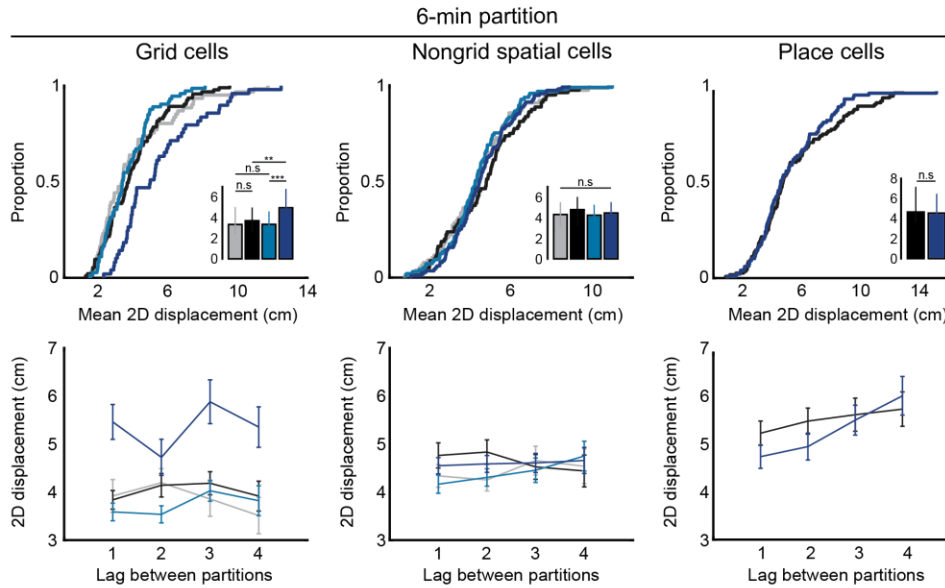 6-min partition
Grid cells
Nongrid spatial cells
Place cells
Proportion
1
0.5
0
2
6
10
14
Mean 2D displacement (cm)
6
4
2
0
n.s
n.s
**
***
Proportion
1
0.5
0
2
6
10
Mean 2D displacement (cm)
6
4
2
0
n.s
Proportion
1
0.5
0
2
6
10
14
Mean 2D displacement (cm)
8
6
4
2
0
n.s
2D displacement (cm)
7
6
5
4
3
1 2 3 4
Lag between partitions
2D displacement (cm)
7
6
5
4
3
1 2 3 4
Lag between partitions
2D displacement (cm)
7
6
5
4
3
1 2 3 4
Lag between partitions